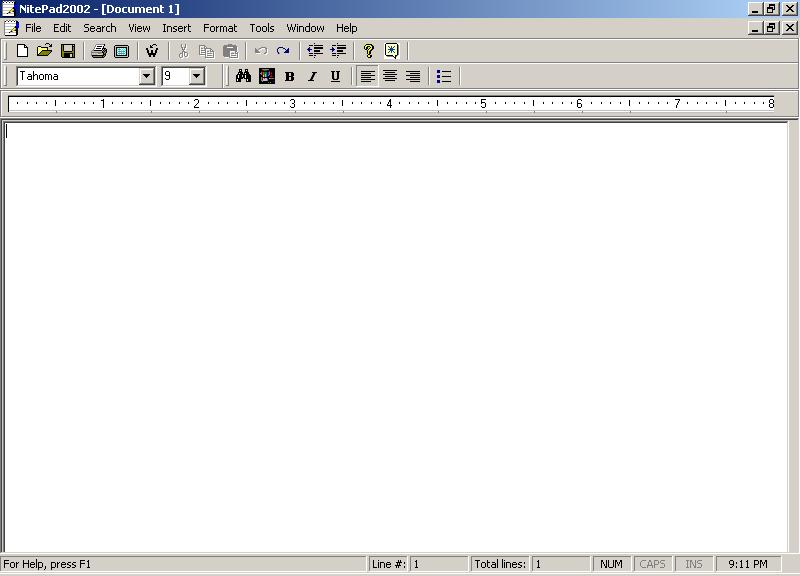 NitePad2002 - [Document 1]
File Edit Search View Insert Format Tools Window Help
Tahoma 9 B I U
1 2 3 4 5 6 7 8
For Help, press F1 Line #: 1 Total lines: 1 NUM CAPS INS 9:11 PM